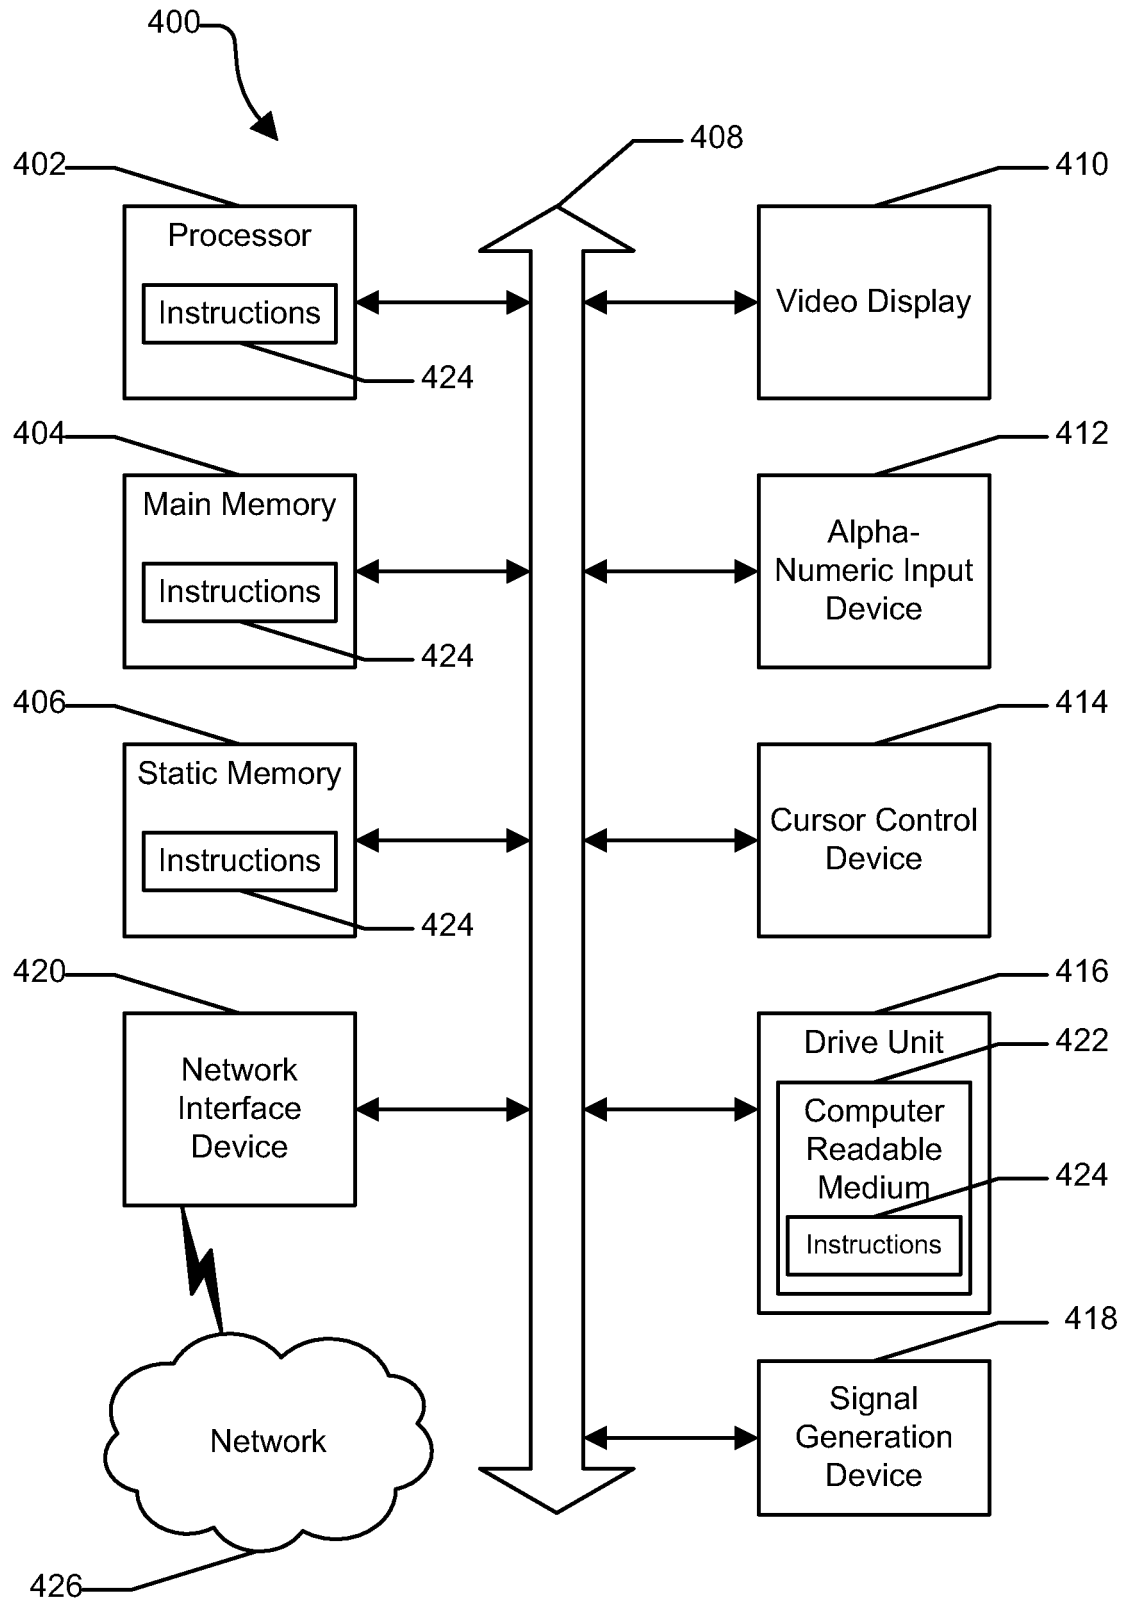 400
408
402
Processor
Instructions
424
410
Video Display
404
Main Memory
Instructions
424
412
Alpha-
Numeric Input
Device
406
Static Memory
Instructions
424
414
Cursor Control
Device
420
Network
Interface
Device
416
Drive Unit
422
Computer
Readable
Medium
424
Instructions
418
Signal
Generation
Device
Network
426